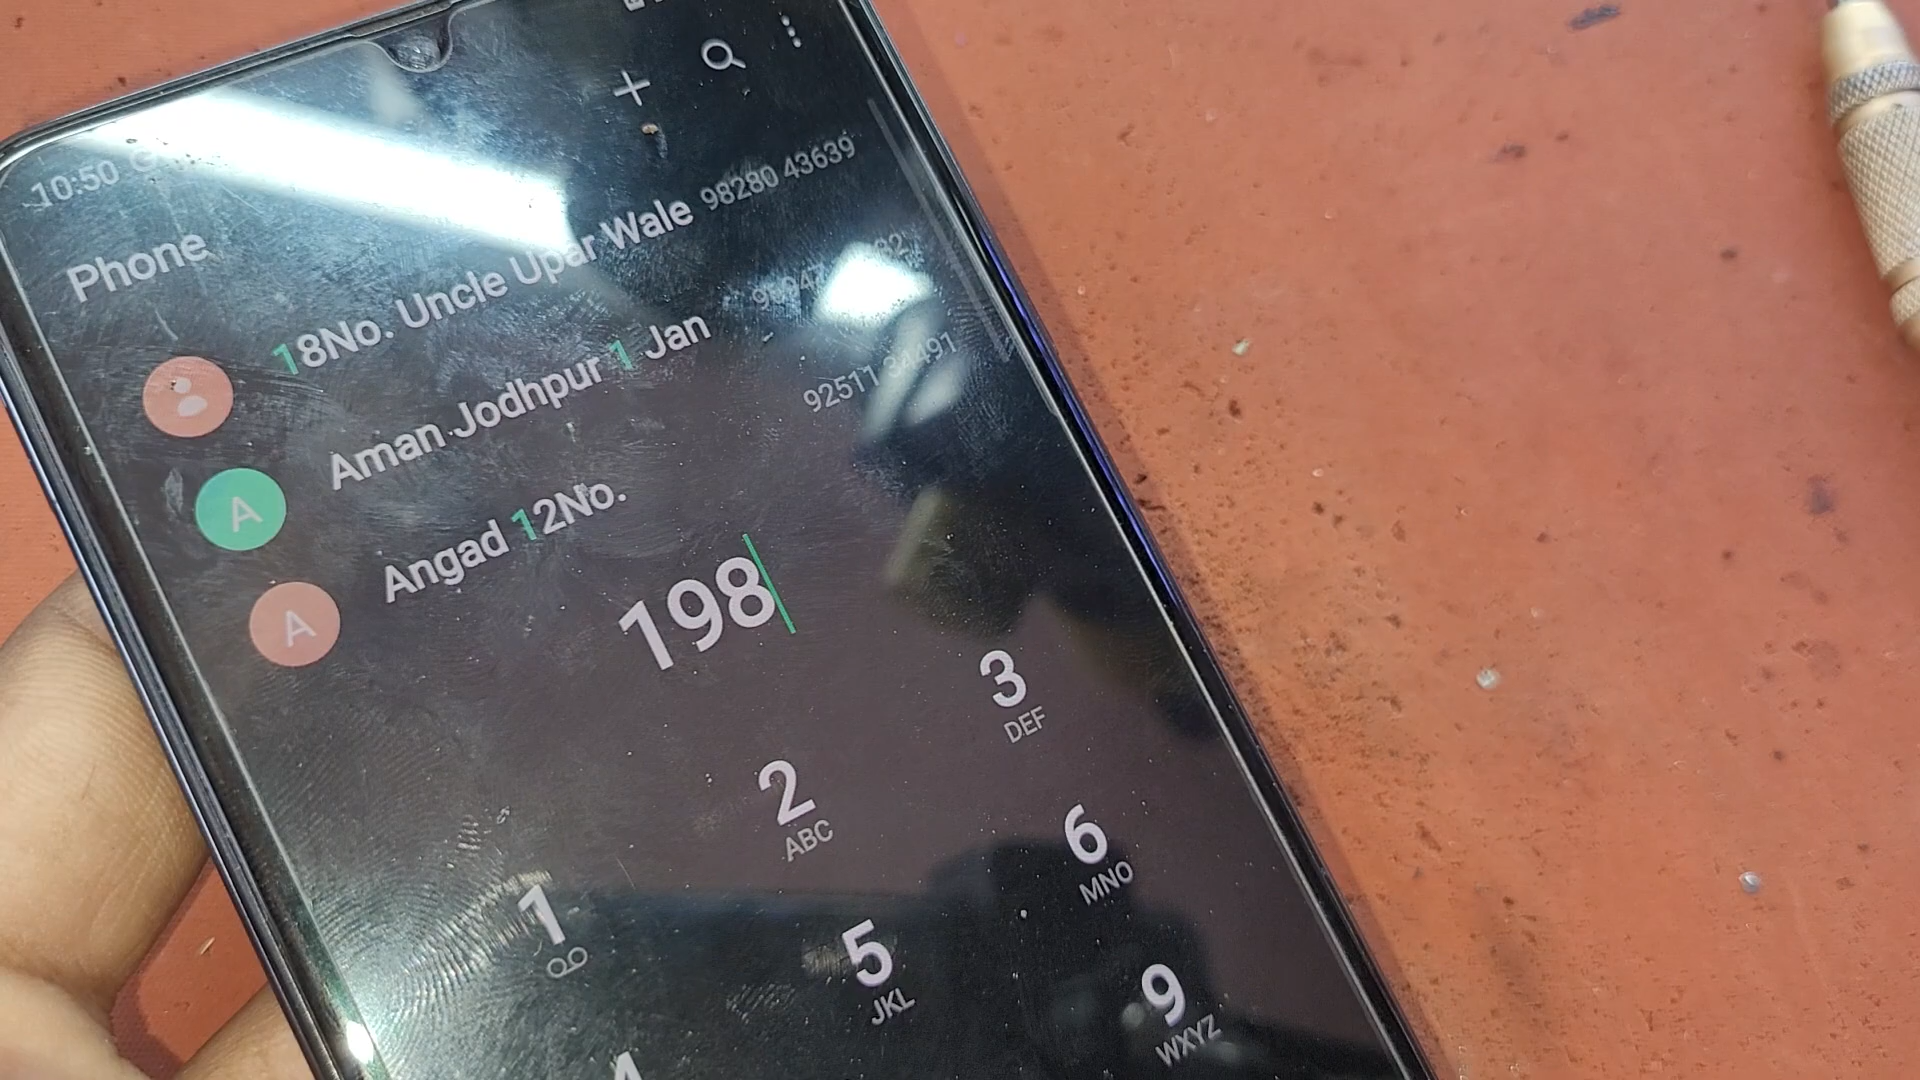 10:50 G
Phone
18No. Uncle Upar Wale 98280 43639
Aman Jodhpur 1 Jan
Angad 12No. 92511 34491
198
1
2 ABC
3 DEF
4
5 JKL
6 MNO
9 WXYZ